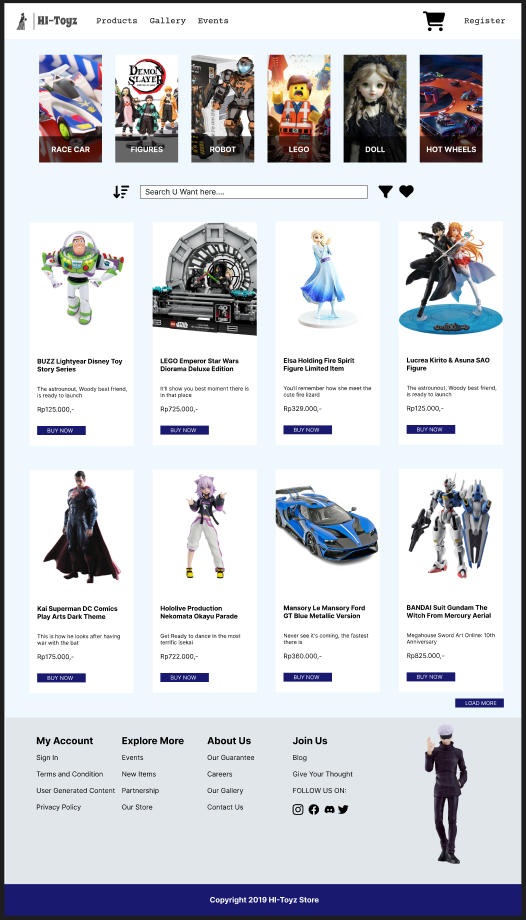 HI-Toyz
Products Gallery Events
Register
DEMON
SLAYER
RACE CAR
FIGURES
ROBOT
LEGO
DOLL
HOT WHEELS
Search U Want here....
BUZZ Lightyear Disney Toy
Story Series
The astrounout, Woody best friend,
is ready to launch
Rp125.000,-
BUY NOW
LEGO Emperor Star Wars
Diorama Deluxe Edition
It'll show you best moment there is
in that place
Rp725.000,-
BUY NOW
Elsa Holding Fire Spirit
Figure Limited Item
You'll remember how she meet the
cute fire lizard
Rp329.000,-
BUY NOW
Lucrea Kirito & Asuna SAO
Figure
The astrounout, Woody best friend,
is ready to launch
Rp125.000,-
BUY NOW
Kai Superman DC Comics
Play Arts Dark Theme
This is how he looks after having
war with the bat
Rp175.000,-
BUY NOW
Hololive Production
Nekomata Okayu Parade
Get Ready to dance in the most
terrific isekai
Rp722.000,-
BUY NOW
Mansory Le Mansory Ford
GT Blue Metallic Version
Never see it's coming, the fastest
there is
Rp360.000,-
BUY NOW
BANDAI Suit Gundam The
Witch From Mercury Aerial
Megahouse Sword Art Online: 10th
Anniversary
Rp825.000,-
BUY NOW
LOAD MORE
My Account
Sign In
Terms and Condition
User Generated Content
Privacy Policy
Explore More
Events
New Items
Partnership
Our Store
About Us
Our Guarantee
Careers
Our Gallery
Contact Us
Join Us
Blog
Give Your Thought
FOLLOW US ON:
Copyright 2019 HI-Toyz Store